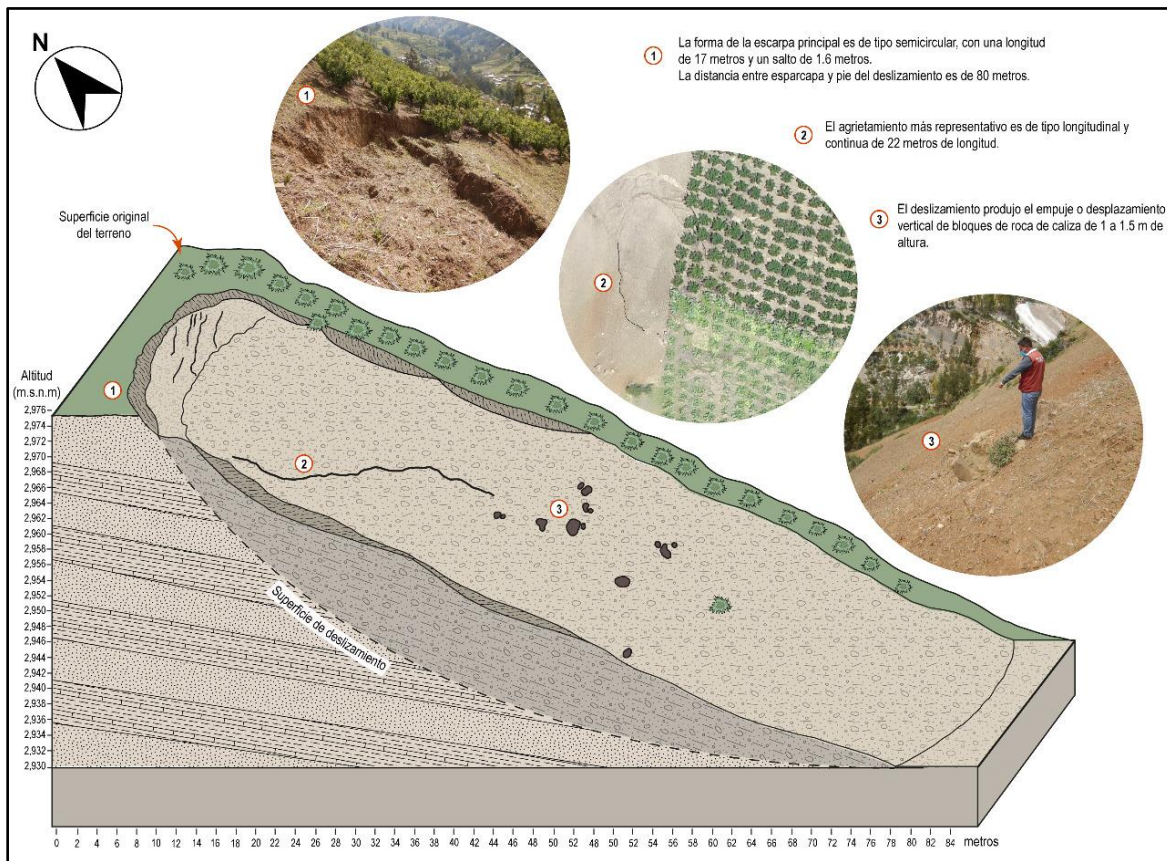 N
1
La forma de la escarpa principal es de tipo semicircular, con una longitud
de 17 metros y un salto de 1.6 metros.
La distancia entre esparcapa y pie del deslizamiento es de 80 metros.
2
El agrietamiento más representativo es de tipo longitudinal y
continua de 22 metros de longitud.
3
El deslizamiento produjo el empuje o desplazamiento
vertical de bloques de roca de caliza de 1 a 1.5 m de
altura.
1
2
3
Superficie original
del terreno
Altitud
(m.s.n.m)
1
2
3
2,976
2,974
2,972
2,970
2,968
2,966
2,964
2,962
2,960
2,958
2,956
2,954
2,950
2,948
2,946
2,944
2,942
2,940
2,938
2,936
2,934
2,932
2,930
Superficie de deslizamiento
0 2 4 6 8 10 12 14 16 18 20 22 24 26 28 30 32 34 36 38 40 42 44 46 48 50 52 54 56 58 60 62 64 66 68 70 72 74 76 78 80 82 84 metros